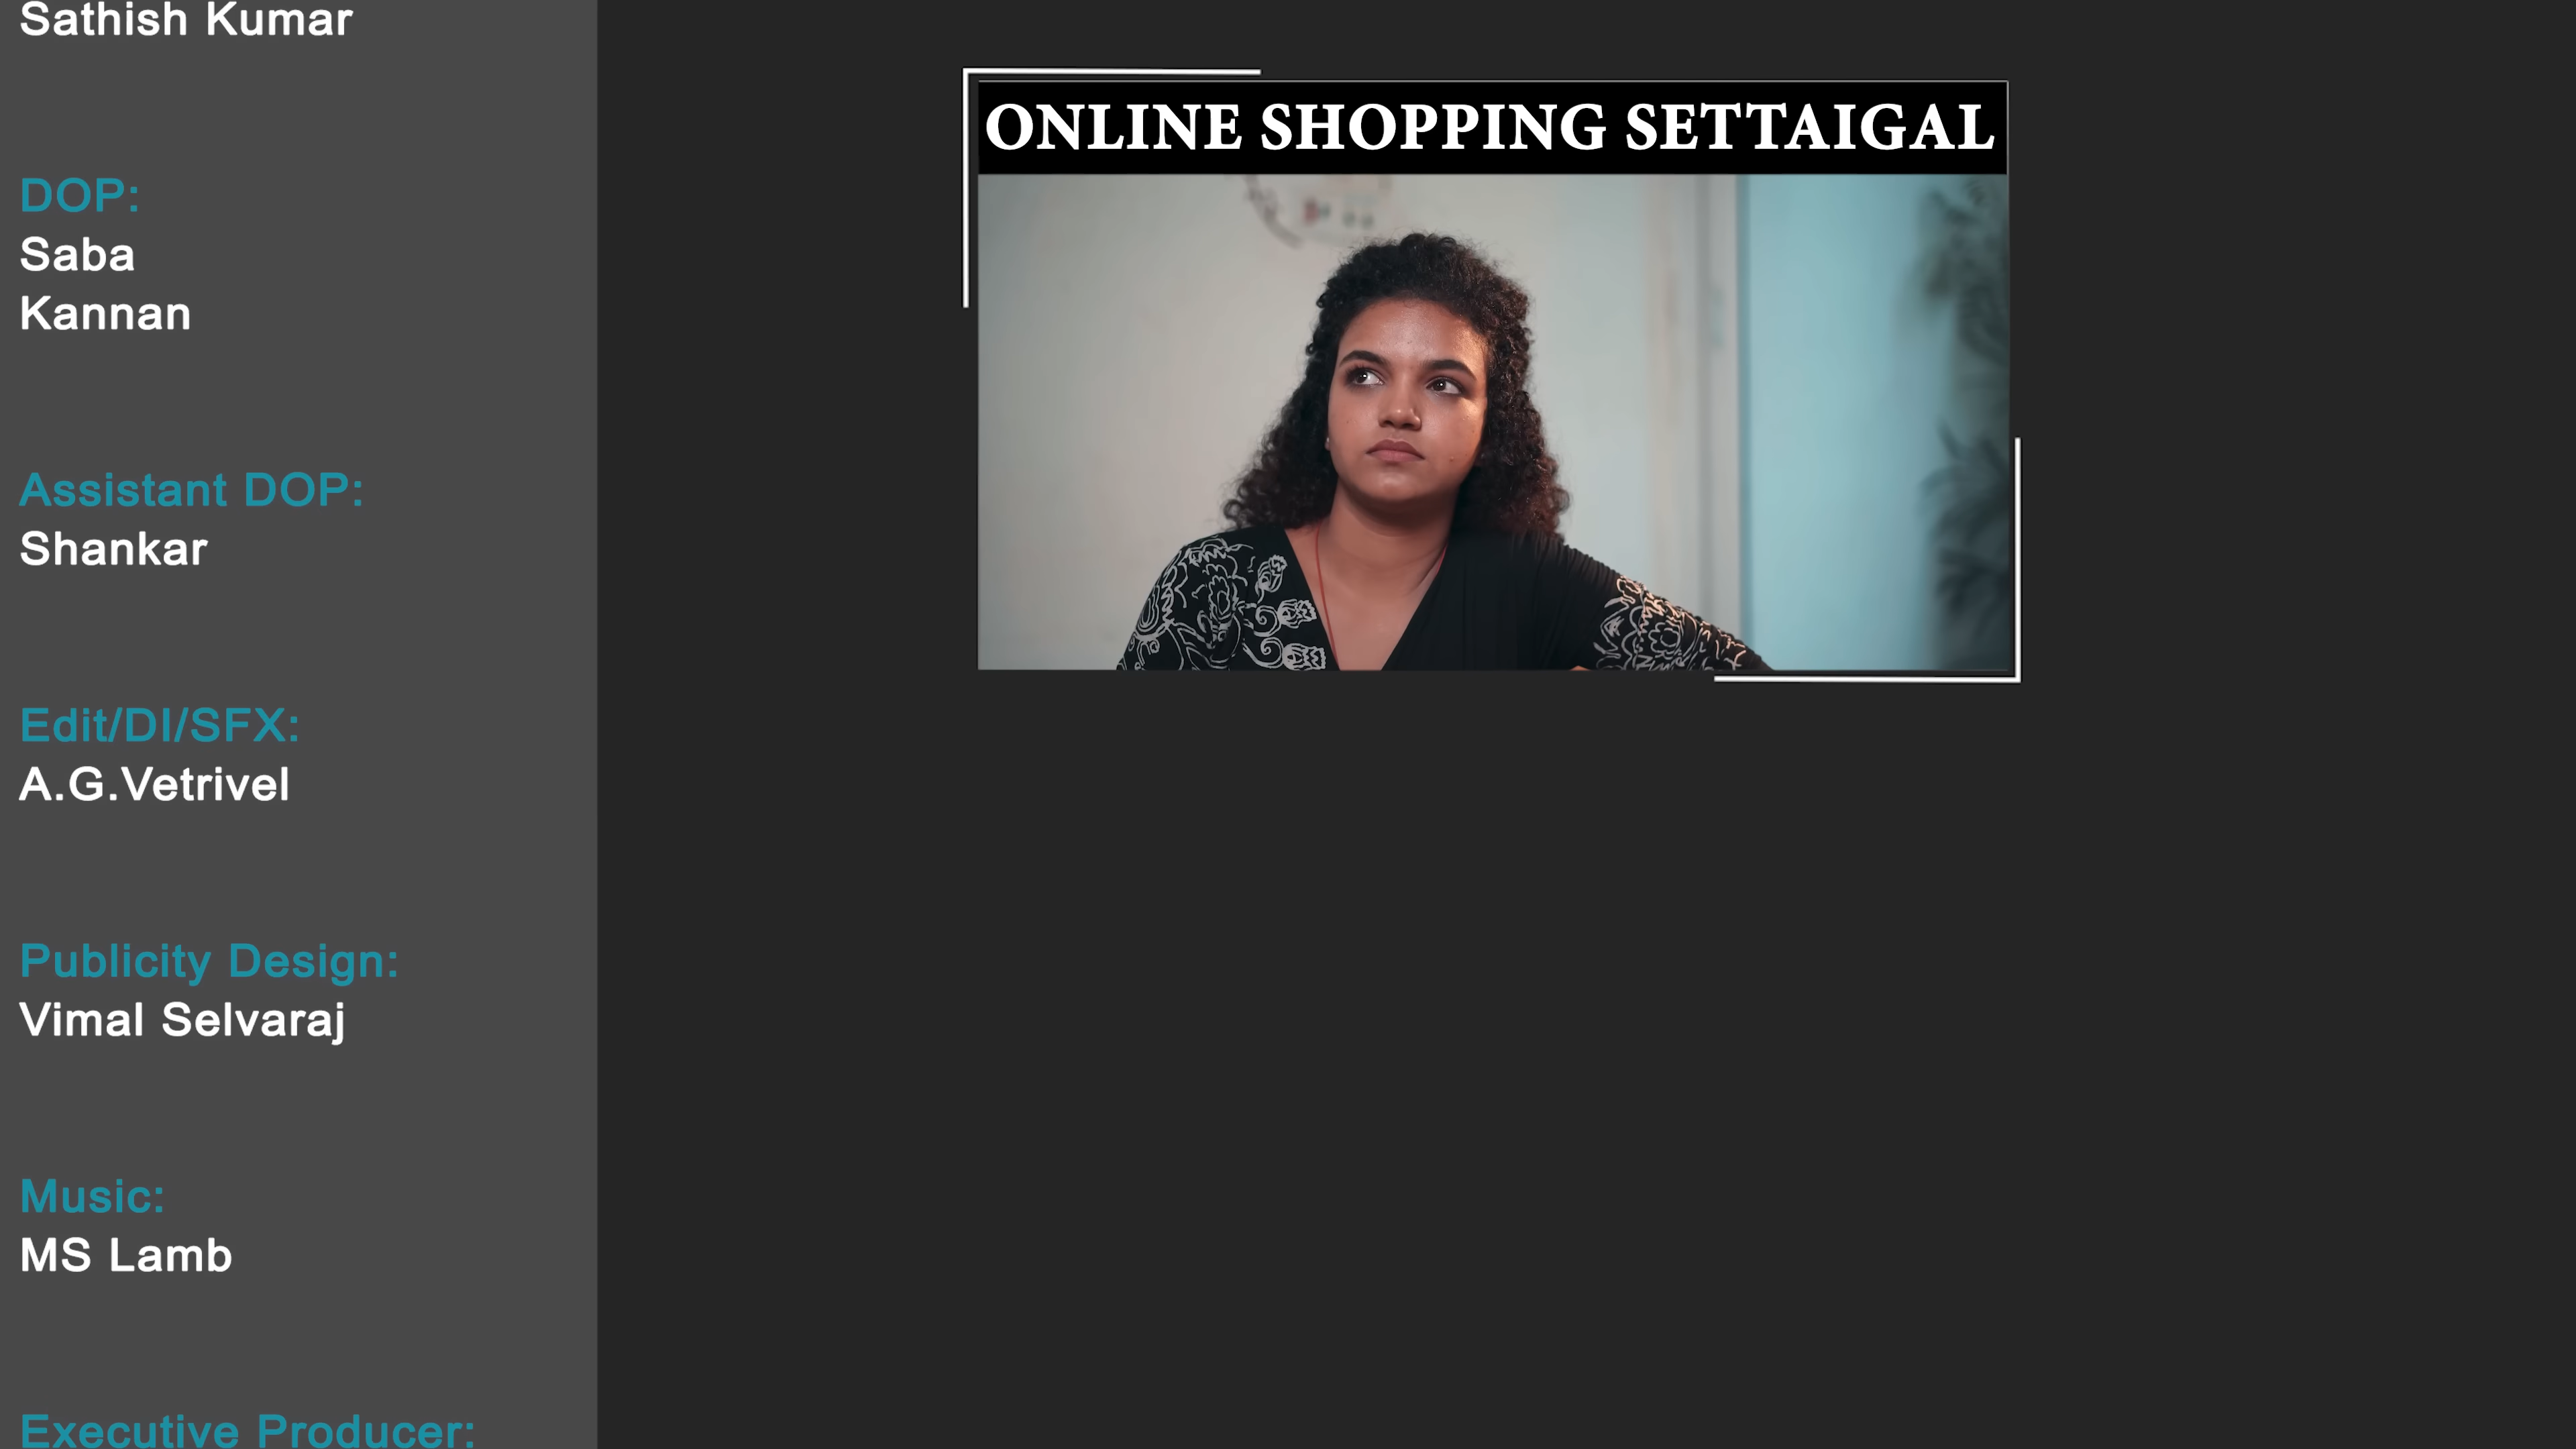 Sathish Kumar
DOP:
Saba
Kannan
Assistant DOP:
Shankar
Edit/DI/SFX:
A.G.Vetrivel
Publicity Design:
Vimal Selvaraj
Music:
MS Lamb
Executive Producer:
ONLINE SHOPPING SETTAIGAL